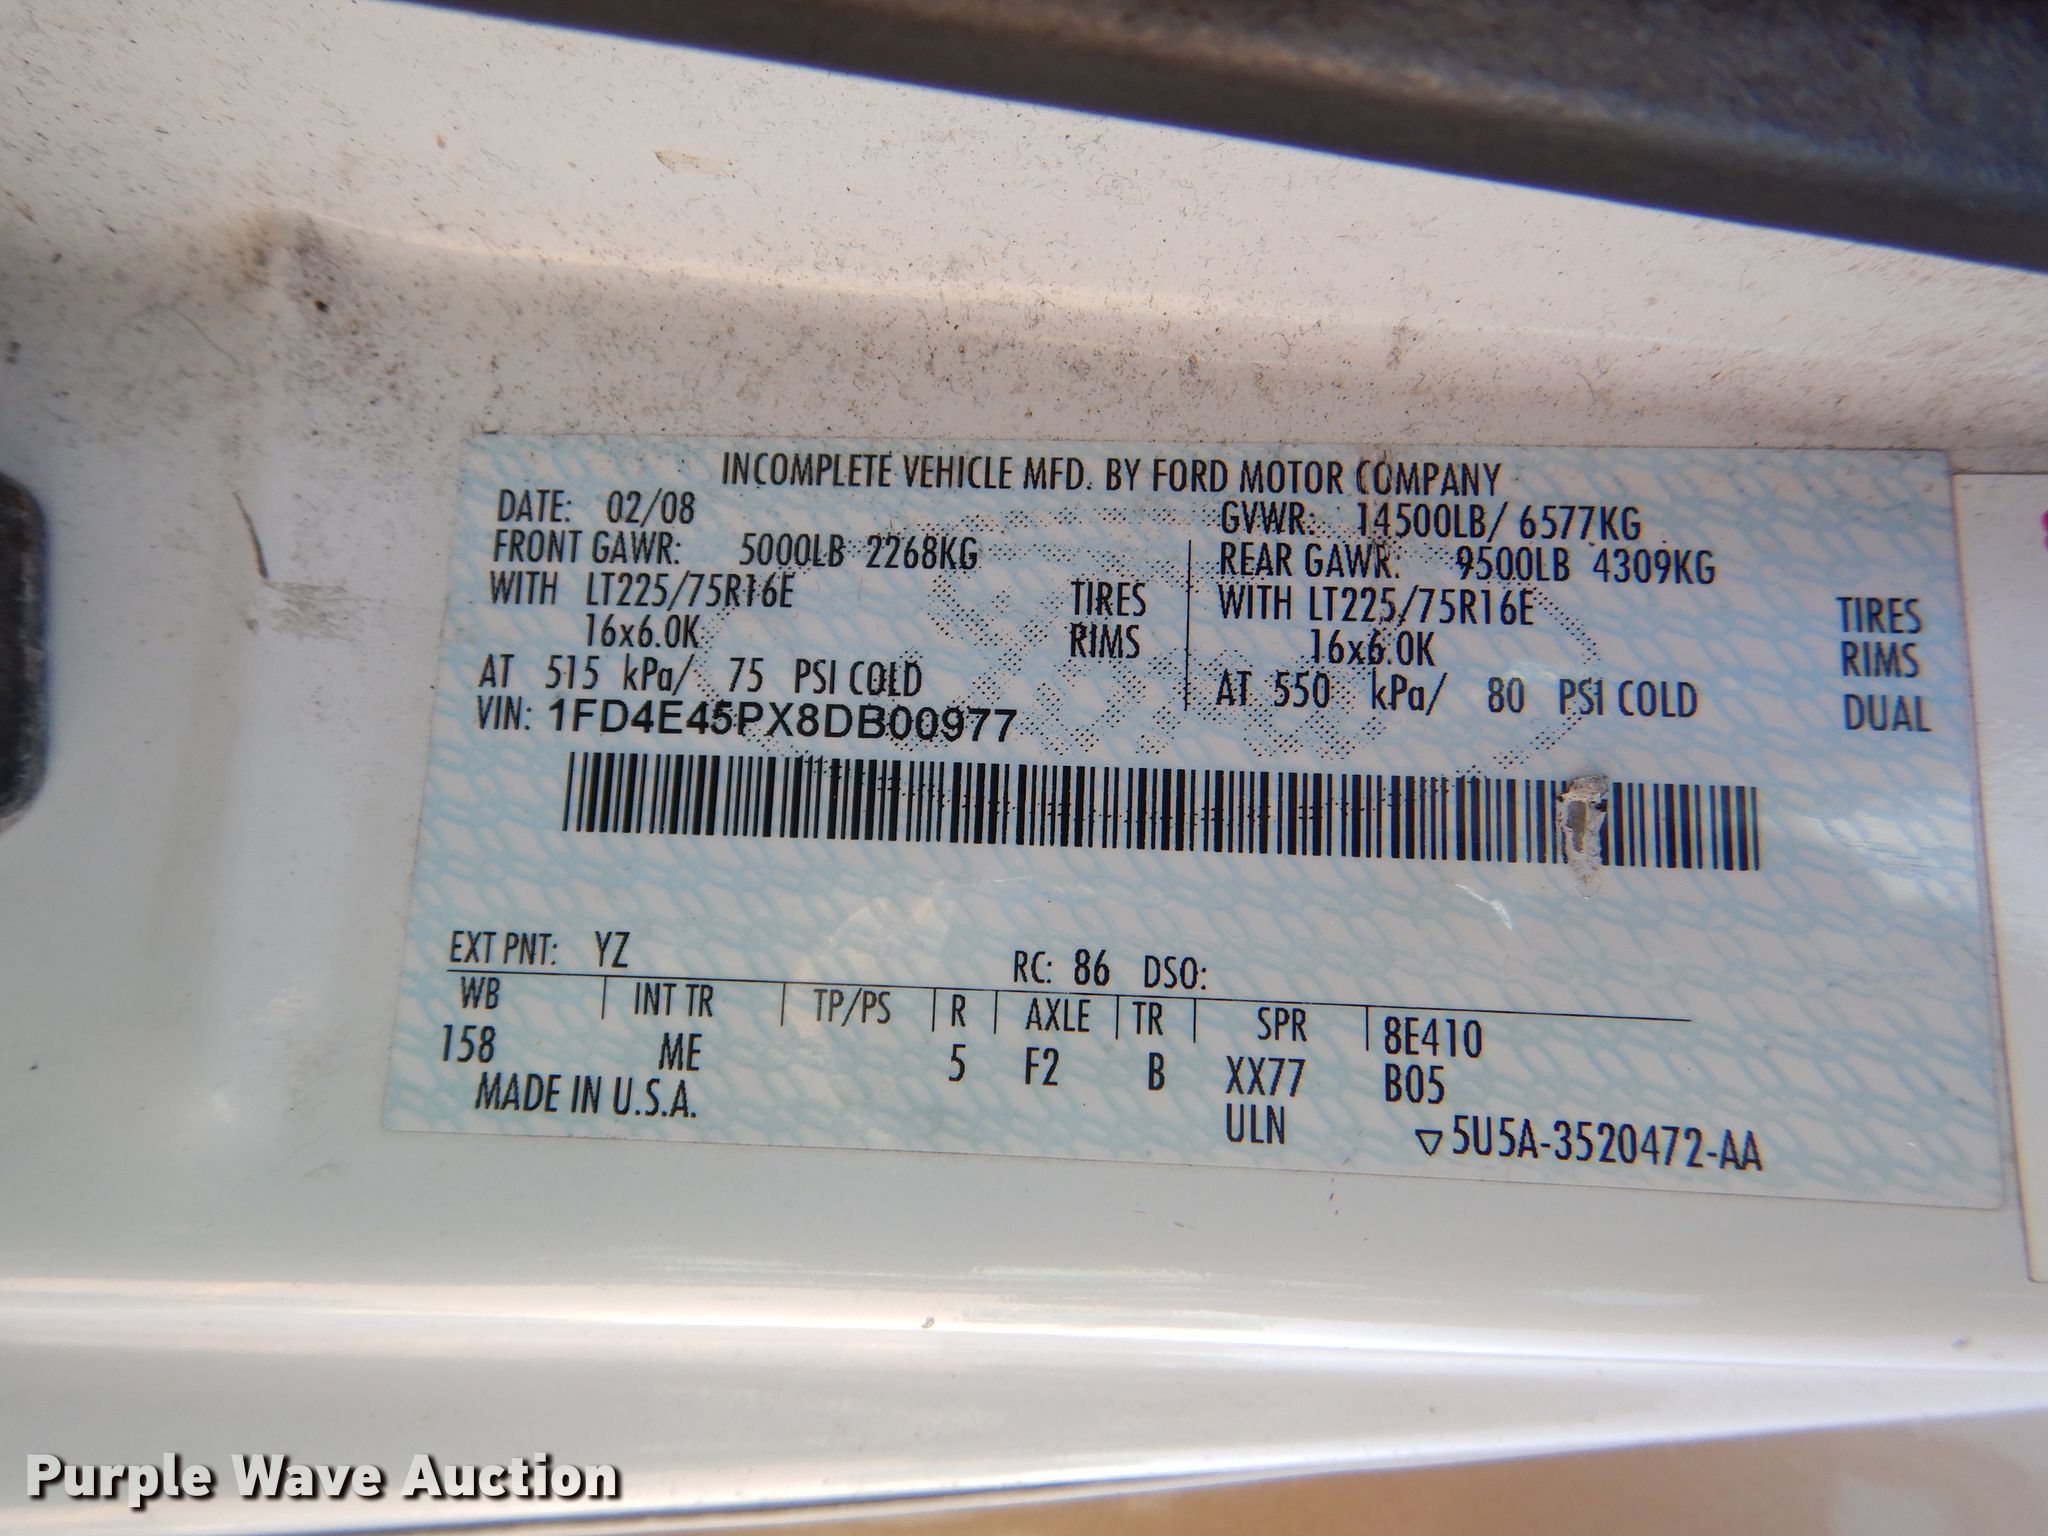 INCOMPLETE VEHICLE MFD. BY FORD MOTOR COMPANY
DATE: 02/08 GVWR: 14500LB/ 6577KG
FRONT GAWR: 5000LB 2268KG REAR GAWR: 9500LB 4309KG
WITH LT225/75R16E TIRES WITH LT225/75R16E TIRES
16x6.0K RIMS 16x6.0K RIMS
AT 515 kPa/ 75 PSI COLD AT 550 kPa/ 80 PSI COLD DUAL
VIN: 1FD4E45PX8DB00977
EXT PNT: YZ RC: 86 DSO:
WB INT TR TP/PS R AXLE TR SPR 8E410
158 ME 5 F2 B XX77 B05
MADE IN U.S.A. ULN ▽5U5A-3520472-AA
Purple Wave Auction